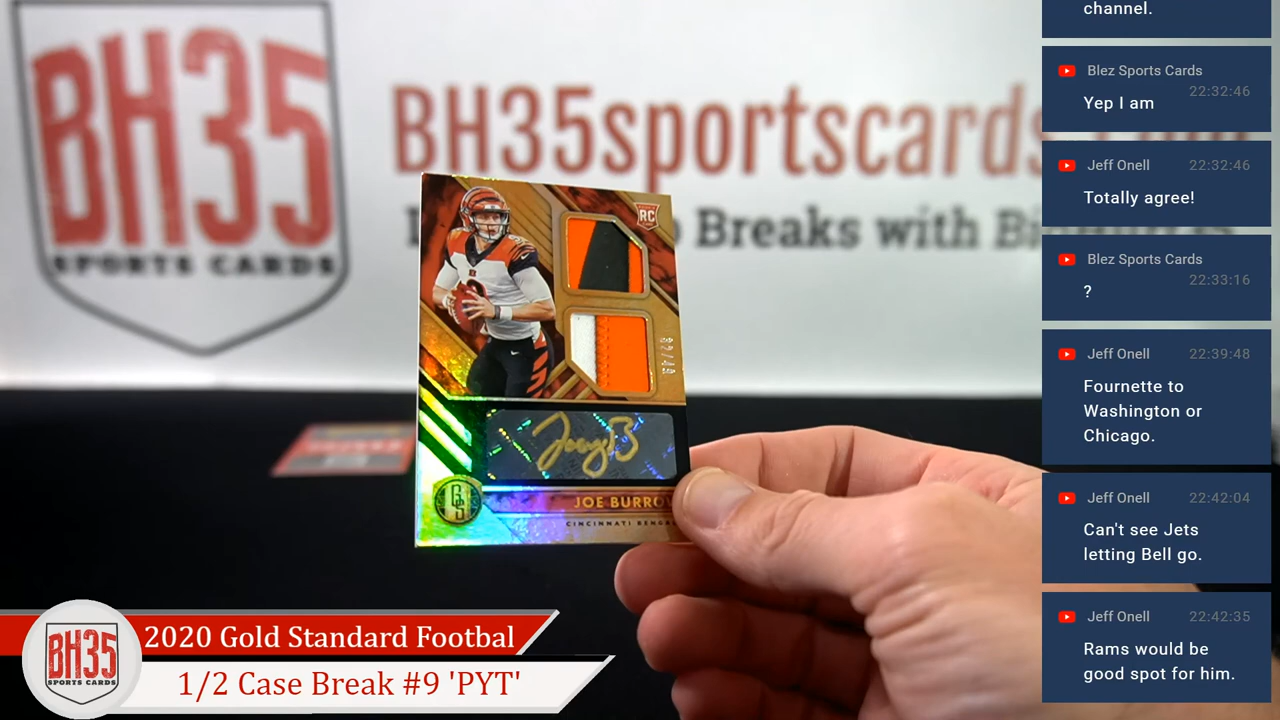 BH35
SPORTS CARDS
BH35sportscards
Breaks with
RC
JOE BURRO
CINCINNATI BENGA
GS
2020 Gold Standard Footbal
1/2 Case Break #9 'PYT'
BH35
SPORTS CARDS
channel.
Blez Sports Cards
22:32:46
Yep I am
Jeff Onell 22:32:46
Totally agree!
Blez Sports Cards
22:33:16
?
Jeff Onell 22:39:48
Fournette to
Washington or
Chicago.
Jeff Onell 22:42:04
Can't see Jets
letting Bell go.
Jeff Onell 22:42:35
Rams would be
good spot for him.